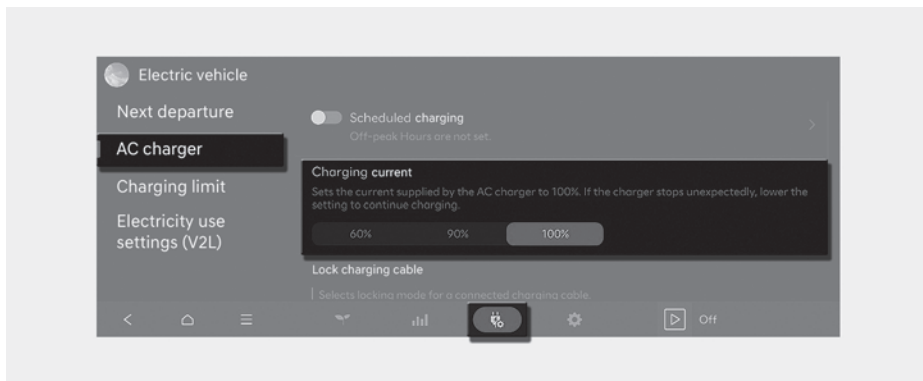 Electric vehicle
Next departure
AC charger
Charging limit
Electricity use
settings (V2L)
Scheduled charging
Off-peak Hours are not set.
Charging current
Sets the current supplied by the AC charger to 100%. If the charger stops unexpectedly, lower the
setting to continue charging.
60% 90% 100%
Lock charging cable
Selects locking mode for a connected charging cable.
Off